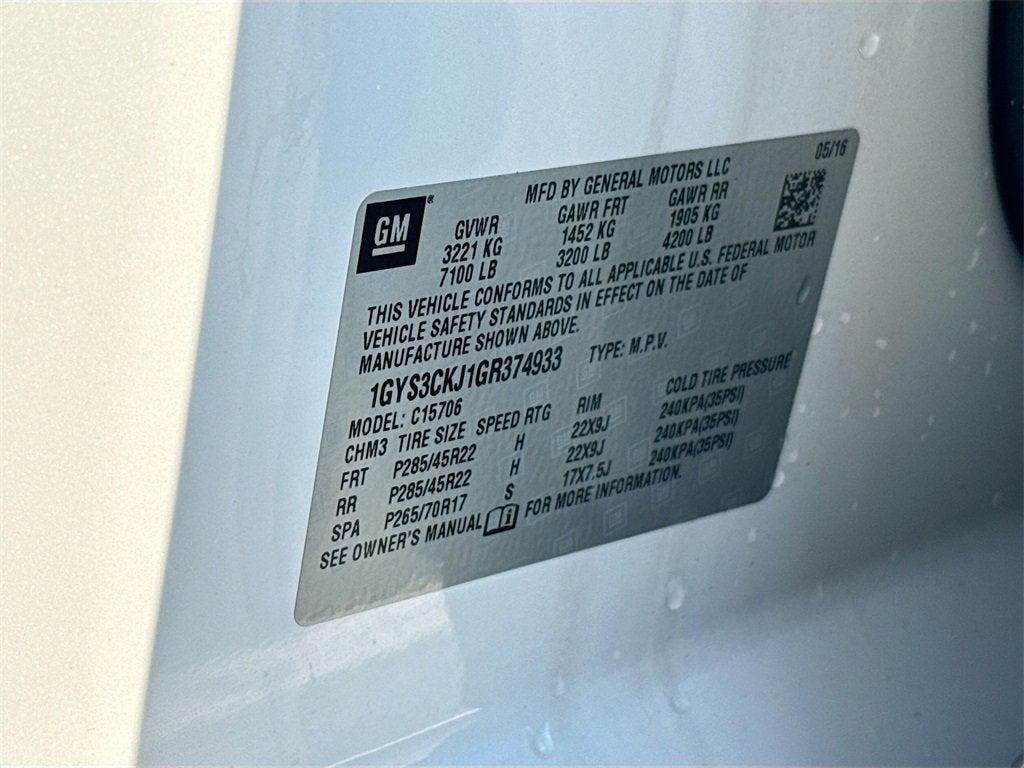 05/16
MFD BY GENERAL MOTORS LLC
GM®
GVWR GAWR FRT GAWR RR
3221 KG 1452 KG 1905 KG
7100 LB 3200 LB 4200 LB
THIS VEHICLE CONFORMS TO ALL APPLICABLE U.S. FEDERAL MOTOR
VEHICLE SAFETY STANDARDS IN EFFECT ON THE DATE OF
MANUFACTURE SHOWN ABOVE.
1GYS3CKJ1GR374933 TYPE: M.P.V.
MODEL: C15706
CHM3 TIRE SIZE SPEED RTG RIM COLD TIRE PRESSURE
FRT P285/45R22 H 22X9J 240KPA(35PSI)
RR P285/45R22 H 22X9J 240KPA(35PSI)
SPA P265/70R17 S 17X7.5J 240KPA(35PSI)
SEE OWNER'S MANUAL FOR MORE INFORMATION.